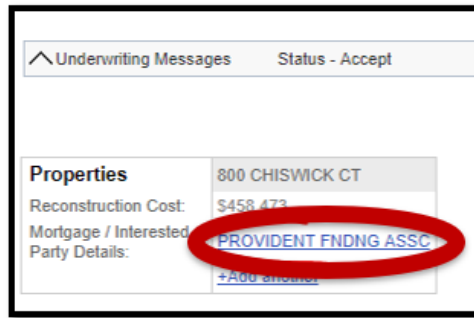 Underwriting Messages Status - Accept
Properties 800 CHISWICK CT
Reconstruction Cost: $458,473
Mortgage / Interested Party Details: PROVIDENT FNDNG ASSC
+Add another